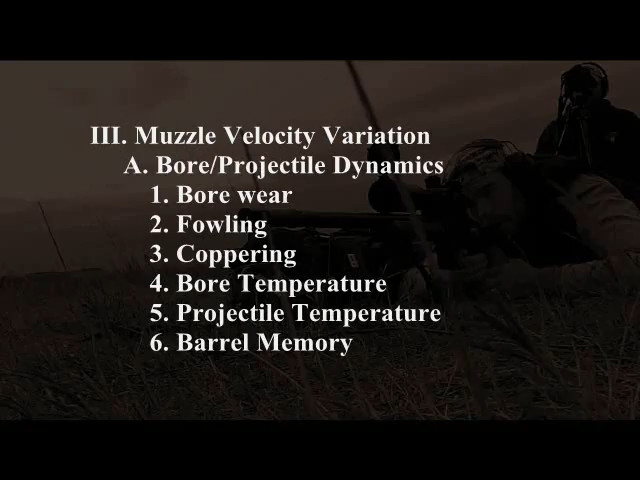 III. Muzzle Velocity Variation
A. Bore/Projectile Dynamics
1. Bore wear
2. Fowling
3. Coppering
4. Bore Temperature
5. Projectile Temperature
6. Barrel Memory